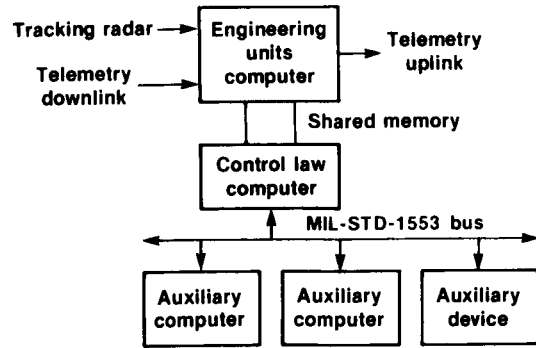 Tracking radar
Telemetry
downlink
Engineering
units
computer
Telemetry
uplink
Shared memory
Control law
computer
MIL-STD-1553 bus
Auxiliary
computer
Auxiliary
computer
Auxiliary
device